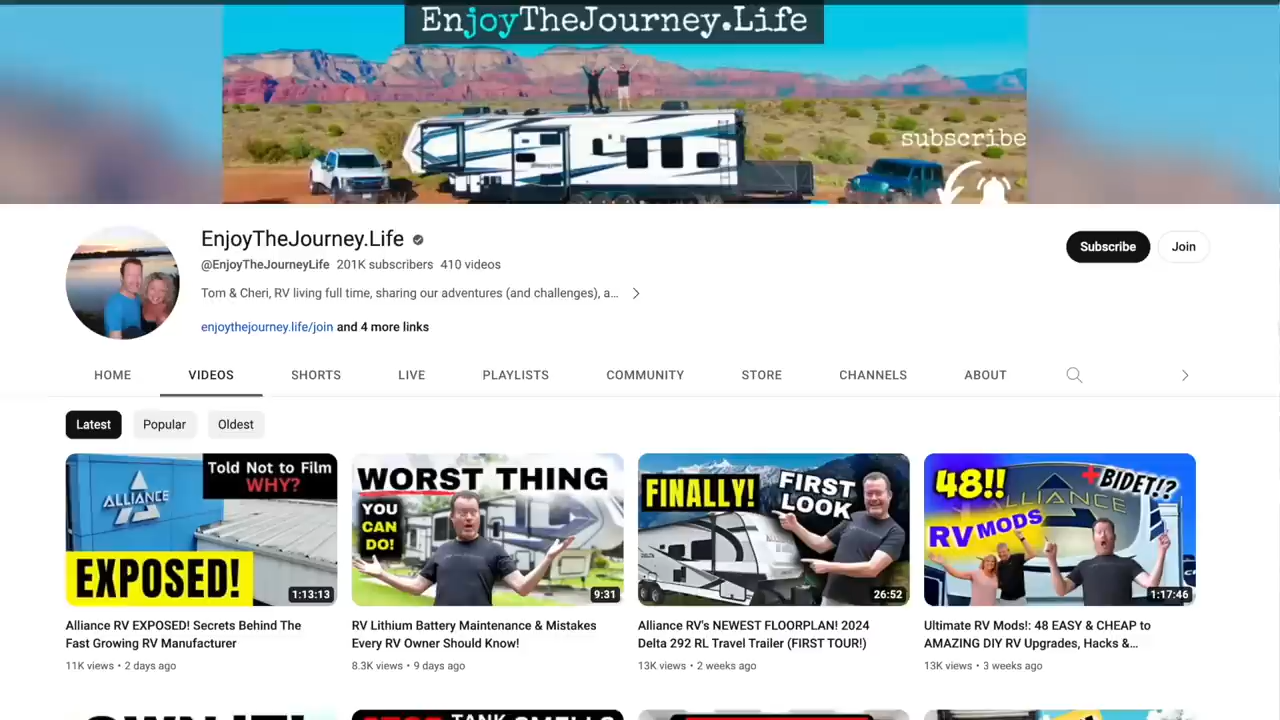 EnjoyTheJourney.Life
subscribe
EnjoyTheJourney.Life
@EnjoyTheJourneyLife 201K subscribers 410 videos
Subscribe
Join
Tom & Cheri, RV living full time, sharing our adventures (and challenges), a...
enjoythejourney.life/join and 4 more links
HOME VIDEOS SHORTS LIVE PLAYLISTS COMMUNITY STORE CHANNELS ABOUT
Latest Popular Oldest
Told Not to Film
WHY?
ALLIANCE
EXPOSED!
1:13:13
WORST THING
YOU
CAN
DO!
9:31
FINALLY!
FIRST
LOOK
26:52
48!!
+BIDET!?
ALLIANCE
RV MODS
1:17:46
Alliance RV EXPOSED! Secrets Behind The
Fast Growing RV Manufacturer
11K views • 2 days ago
RV Lithium Battery Maintenance & Mistakes
Every RV Owner Should Know!
8.3K views • 9 days ago
Alliance RV's NEWEST FLOORPLAN! 2024
Delta 292 RL Travel Trailer (FIRST TOUR!)
13K views • 2 weeks ago
Ultimate RV Mods!: 48 EASY & CHEAP to
AMAZING DIY RV Upgrades, Hacks &...
13K views • 3 weeks ago
OWN IT!
TANK SMELLS